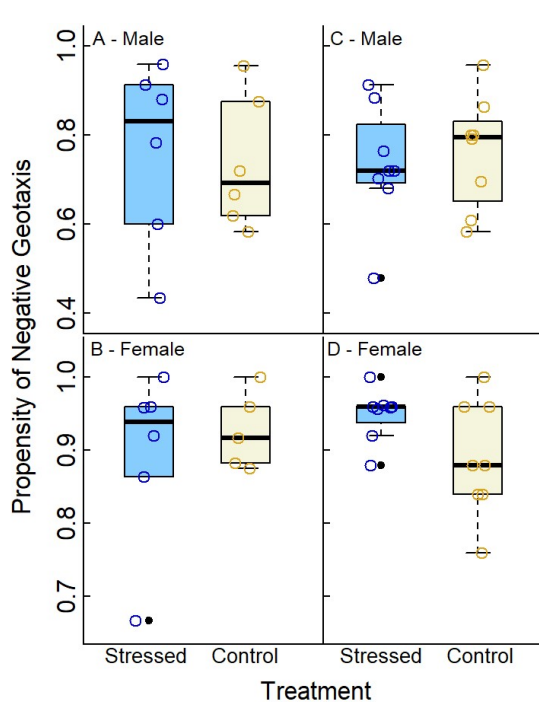 A - Male
C - Male
1.0
0.8
0.6
0.4
B - Female
D - Female
1.0
0.9
0.8
0.7
Propensity of Negative Geotaxis
Stressed Control Stressed Control
Treatment